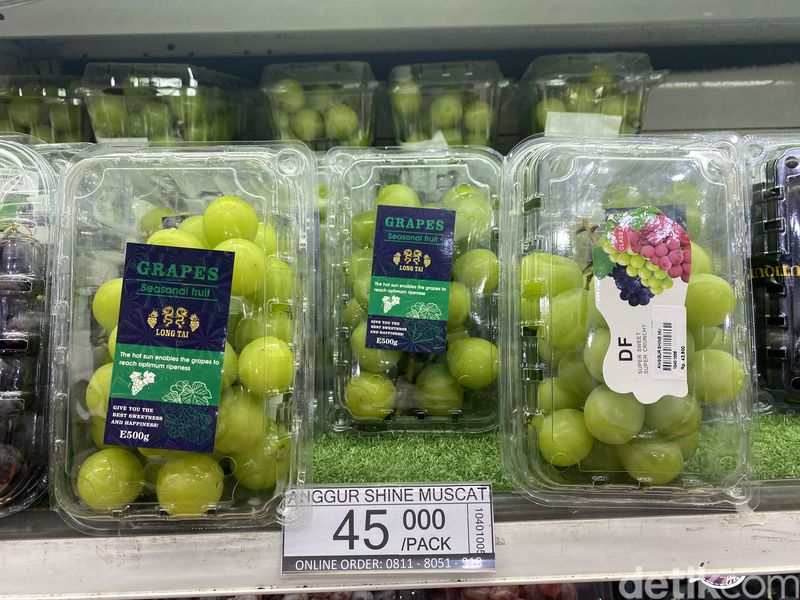 GRAPES
Seasonal fruit
LONG TAI
The hot sun enables the grapes to
reach optimum ripeness
GIVE YOU THE
BEST SWEETNESS
AND HAPPINESS!
E500g
GRAPES
Seasonal fruit
LONG TAI
The hot sun enables the grapes to
reach optimum ripeness
GIVE YOU THE
BEST SWEETNESS
AND HAPPINESS!
E500g
CLASS
DF
SUPER SWEET
SUPER CRUNCHY
ANGGUR SHINE MUSCAT
45 000
/PACK
ONLINE ORDER: 0811 - 8051 -
detikcom